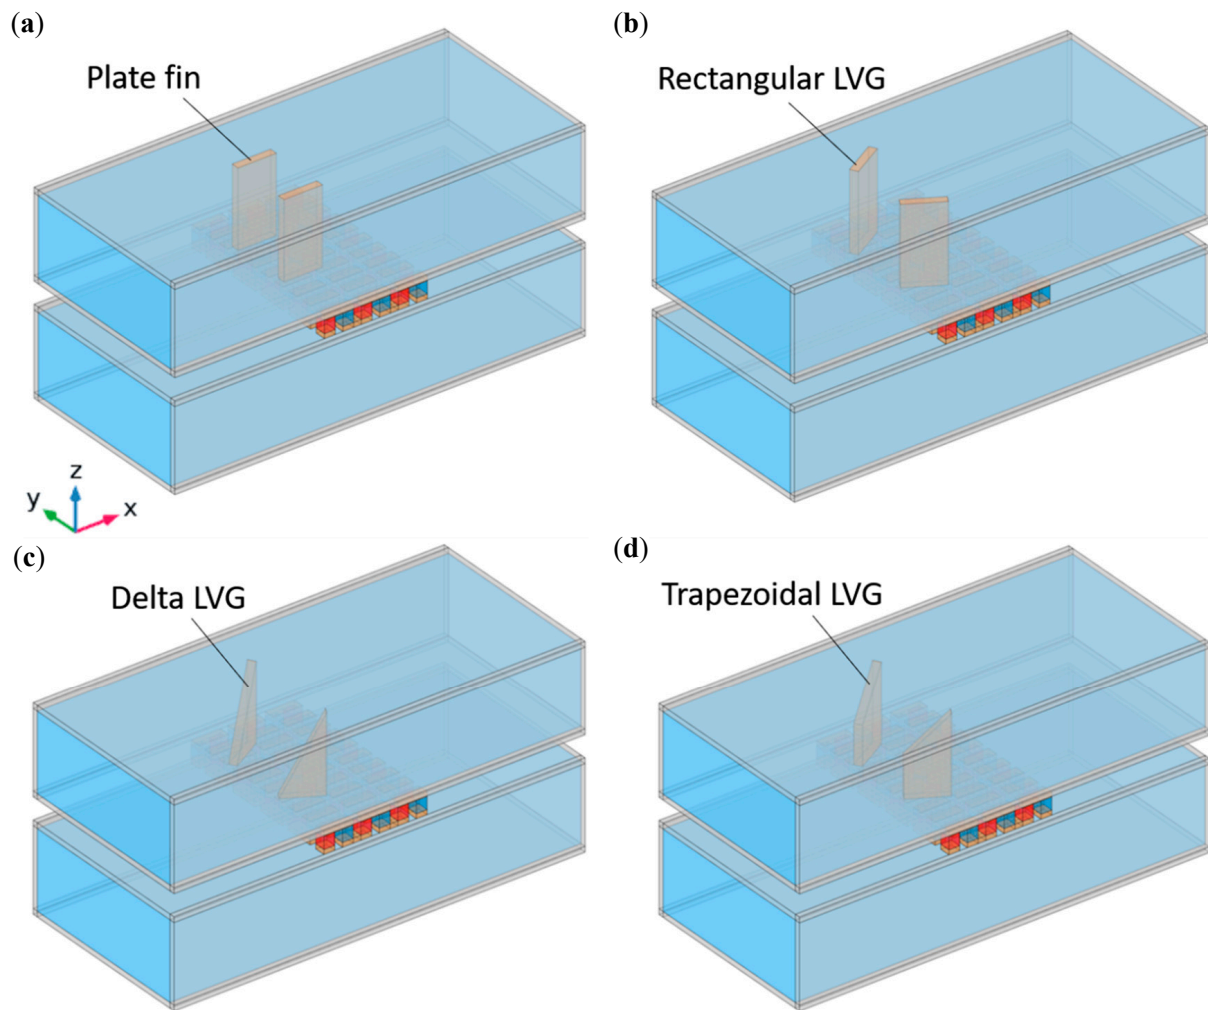 (a)
Plate fin
(b)
Rectangular LVG
z
y
x
(c)
Delta LVG
(d)
Trapezoidal LVG